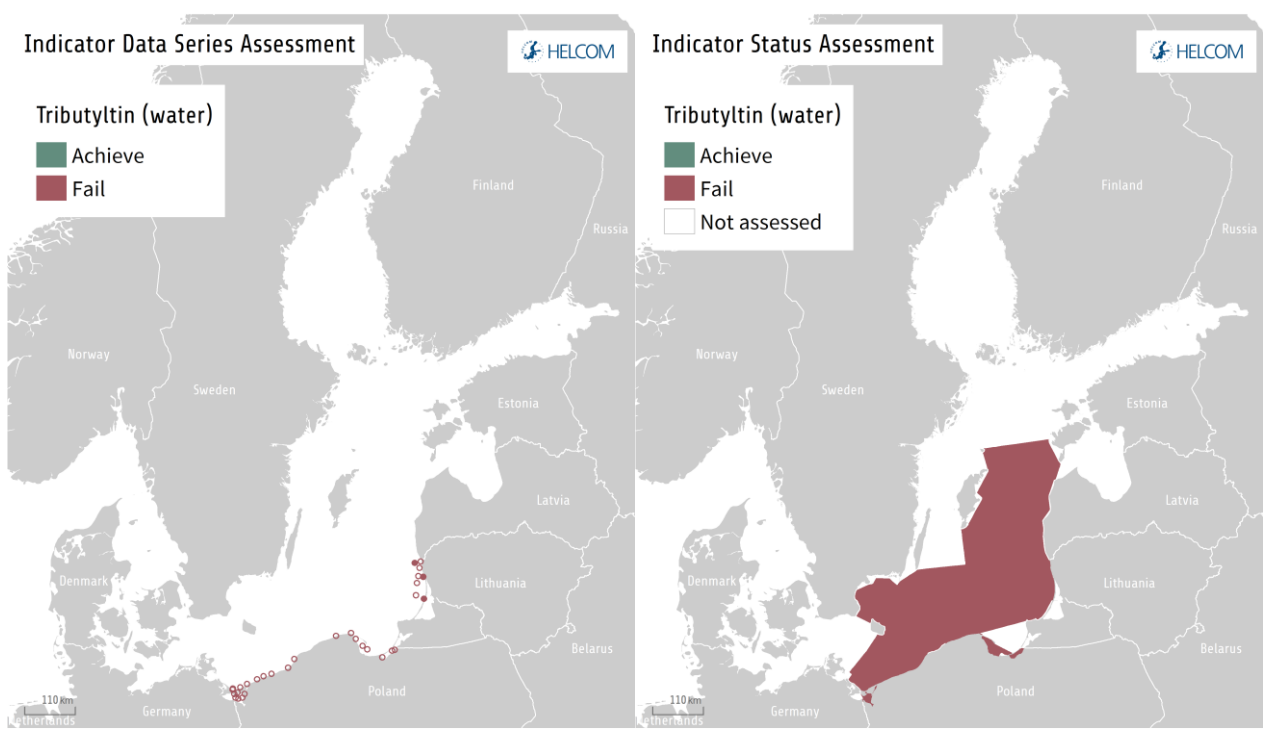 Indicator Data Series Assessment
HELCOM
Tributyltin (water)
Achieve
Fail
Finland
Russia
Norway
Sweden
Estonia
Latvia
Denmark
Lithuania
Belarus
Poland
110 Km
Germany
etherlands
Indicator Status Assessment
HELCOM
Tributyltin (water)
Achieve
Fail
Not assessed
Finland
Russia
Norway
Sweden
Estonia
Latvia
Denmark
Lithuania
Belarus
Poland
110 Km
Germany
etherlands